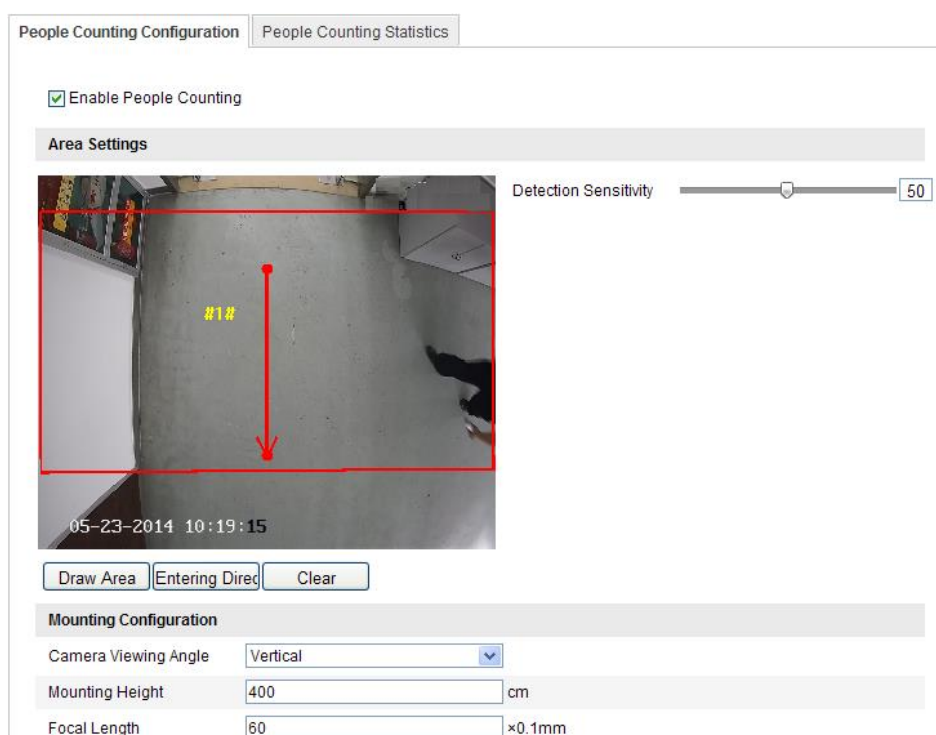 People Counting Configuration People Counting Statistics
Enable People Counting
Area Settings
Detection Sensitivity 50
#1#
05-23-2014 10:19:15
Draw Area Entering Direc Clear
Mounting Configuration
Camera Viewing Angle Vertical
Mounting Height 400 cm
Focal Length 60 ×0.1mm